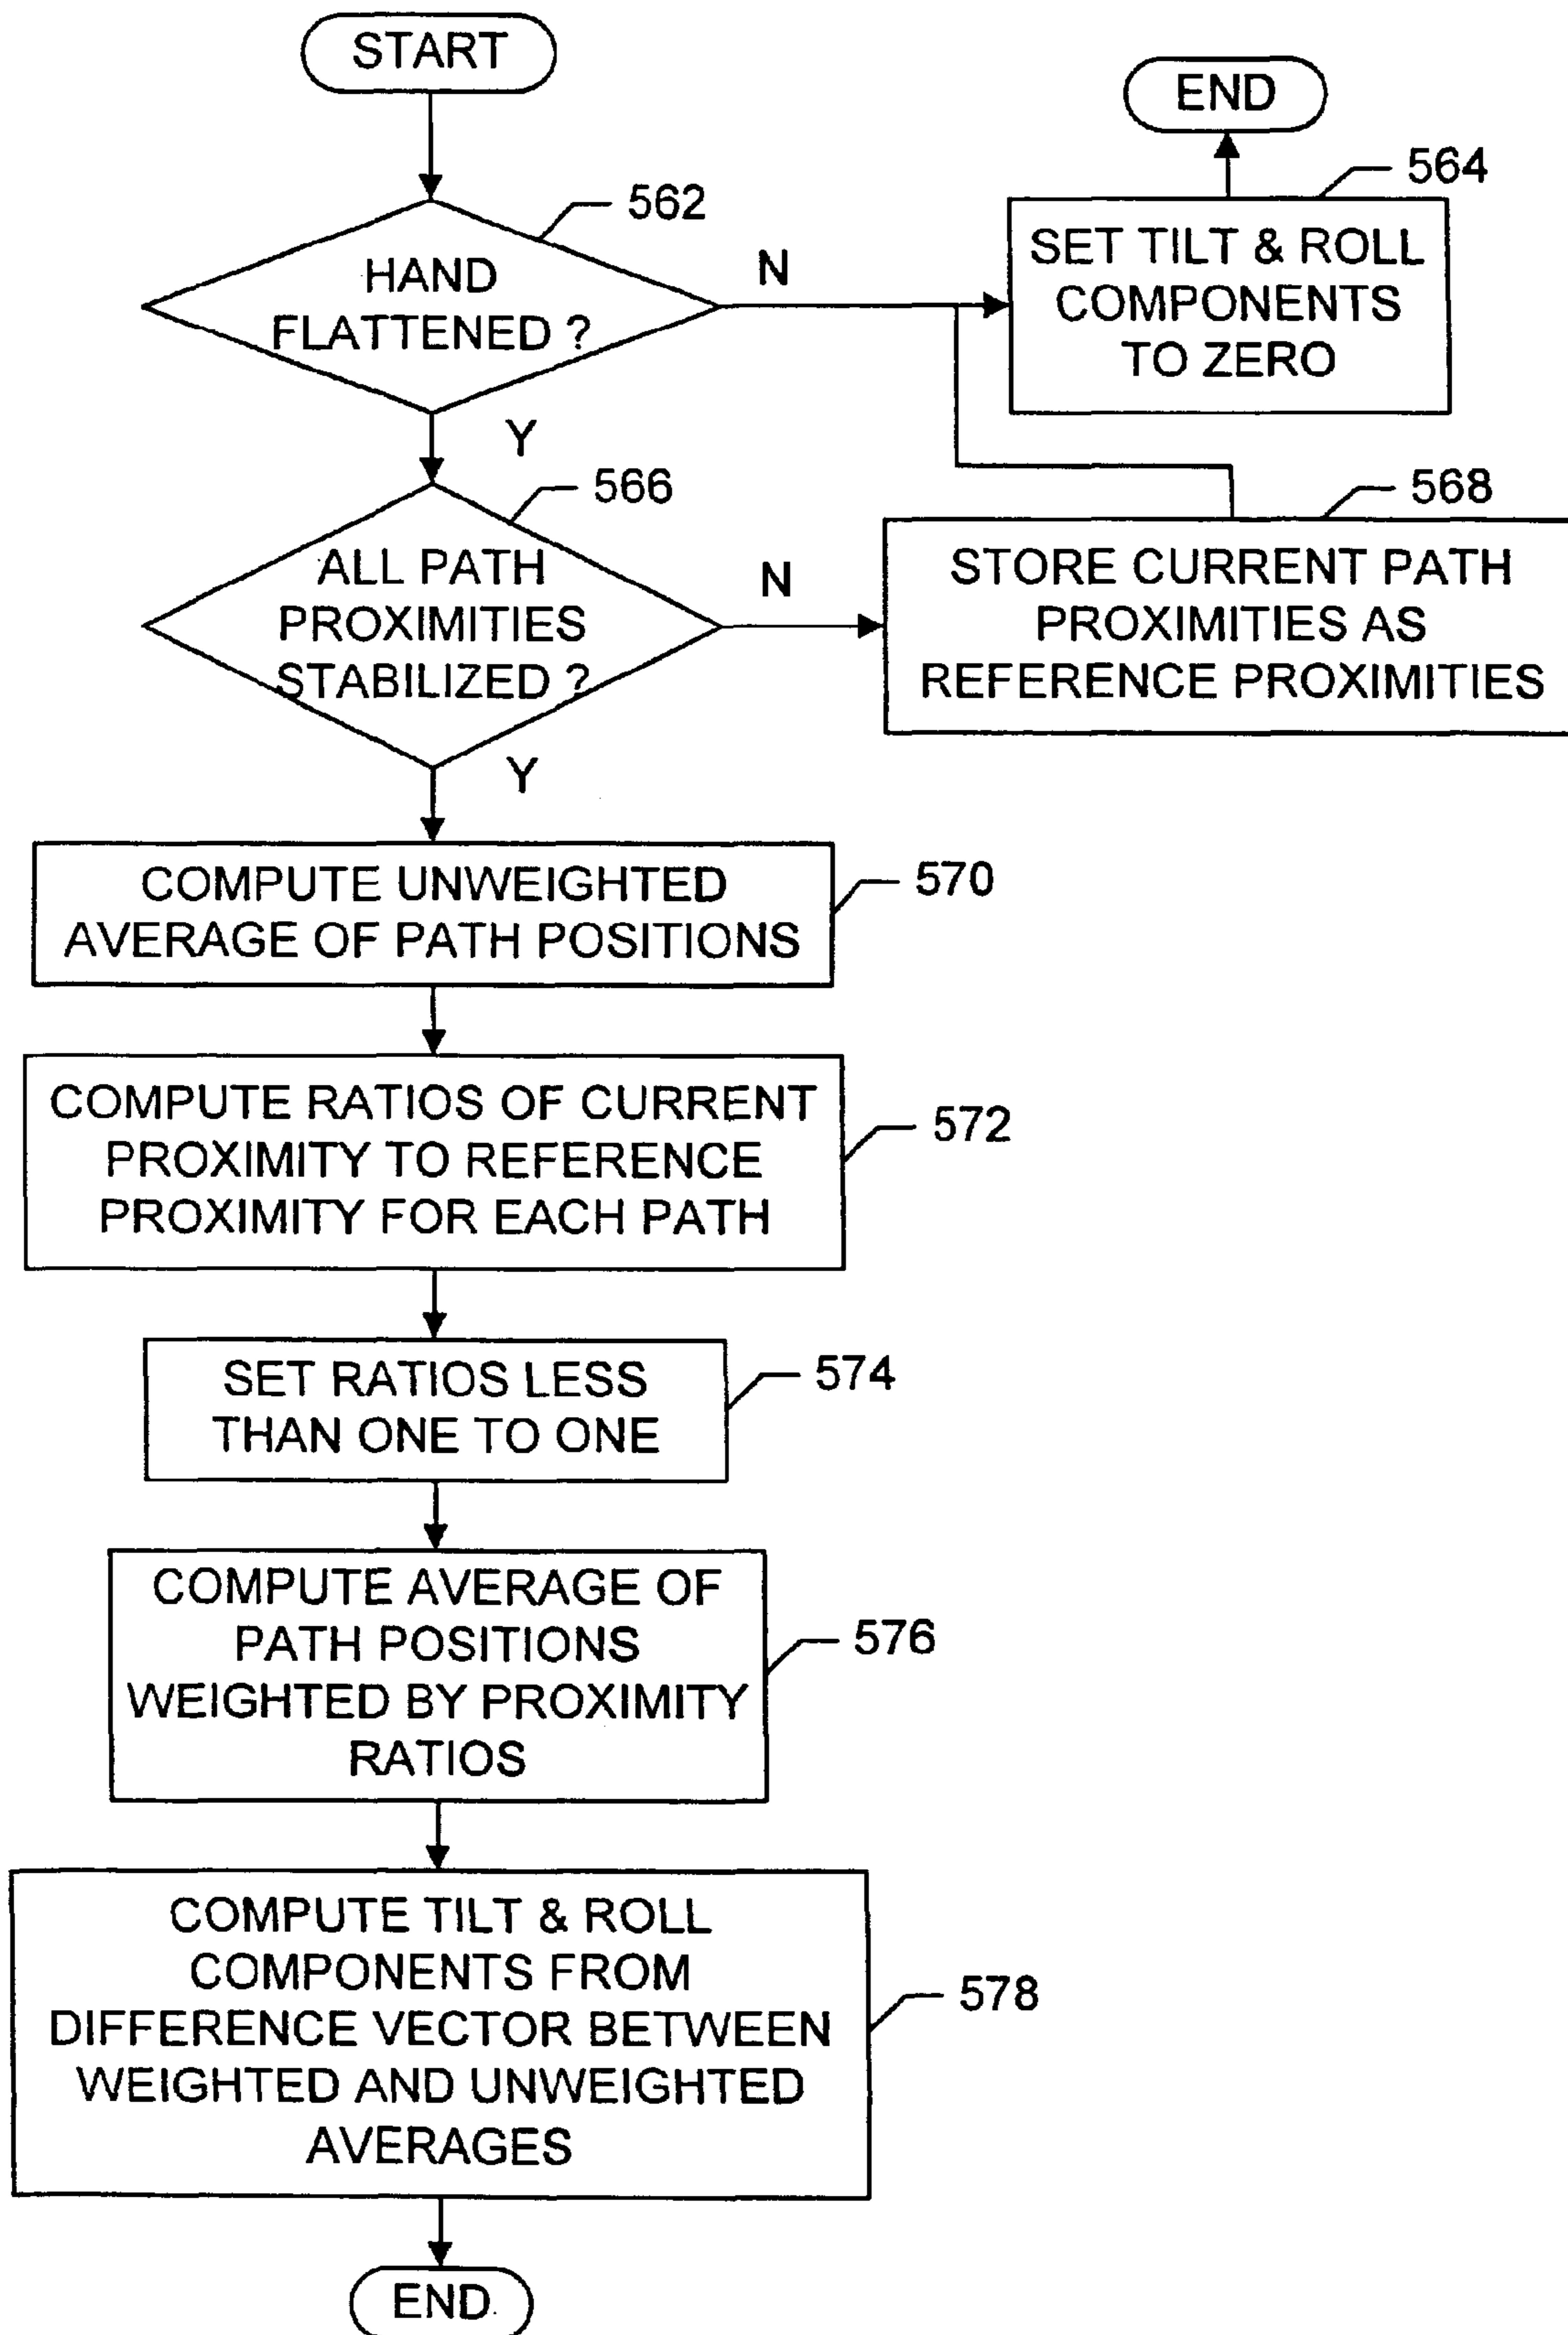 START
END
564
562
SET TILT & ROLL
COMPONENTS
TO ZERO
HAND
FLATTENED ?
N
Y
566
568
ALL PATH
PROXIMITIES
STABILIZED ?
N
STORE CURRENT PATH
PROXIMITIES AS
REFERENCE PROXIMITIES
Y
COMPUTE UNWEIGHTED
AVERAGE OF PATH POSITIONS
570
COMPUTE RATIOS OF CURRENT
PROXIMITY TO REFERENCE
PROXIMITY FOR EACH PATH
572
SET RATIOS LESS
THAN ONE TO ONE
574
COMPUTE AVERAGE OF
PATH POSITIONS
WEIGHTED BY PROXIMITY
RATIOS
576
COMPUTE TILT & ROLL
COMPONENTS FROM
DIFFERENCE VECTOR BETWEEN
WEIGHTED AND UNWEIGHTED
AVERAGES
578
END